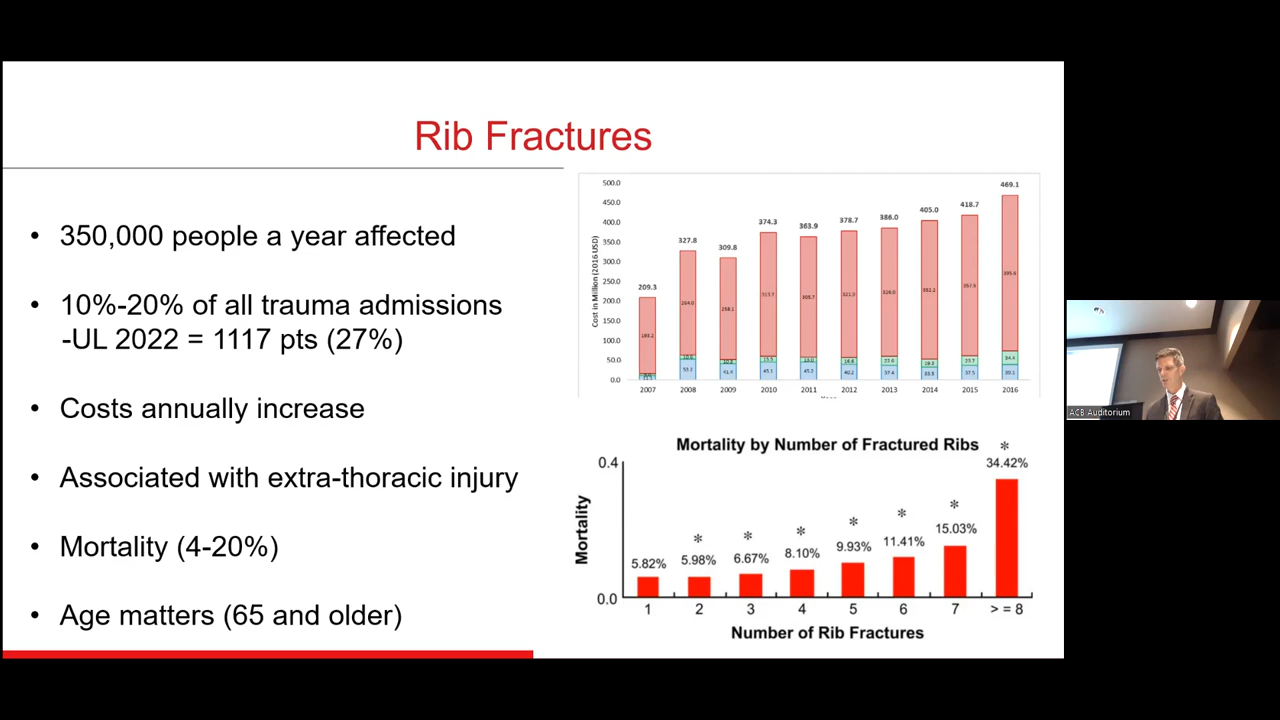 Rib Fractures
• 350,000 people a year affected
• 10%-20% of all trauma admissions
-UL 2022 = 1117 pts (27%)
• Costs annually increase
• Associated with extra-thoracic injury
• Mortality (4-20%)
• Age matters (65 and older)
Cost in Million (2016 USD)
500.0
450.0
400.0
350.0
300.0
250.0
200.0
150.0
100.0
50.0
0.0
209.3 327.8 309.8 374.3 363.9 378.7 386.0 405.0 418.7 469.1
2007 2008 2009 2010 2011 2012 2013 2014 2015 2016
Mortality by Number of Fractured Ribs
Mortality
0.4
0.0
5.82% 5.98% 6.67% 8.10% 9.93% 11.41% 15.03% 34.42%
* * * * * * *
1 2 3 4 5 6 7 > = 8
Number of Rib Fractures
ACB Auditorium